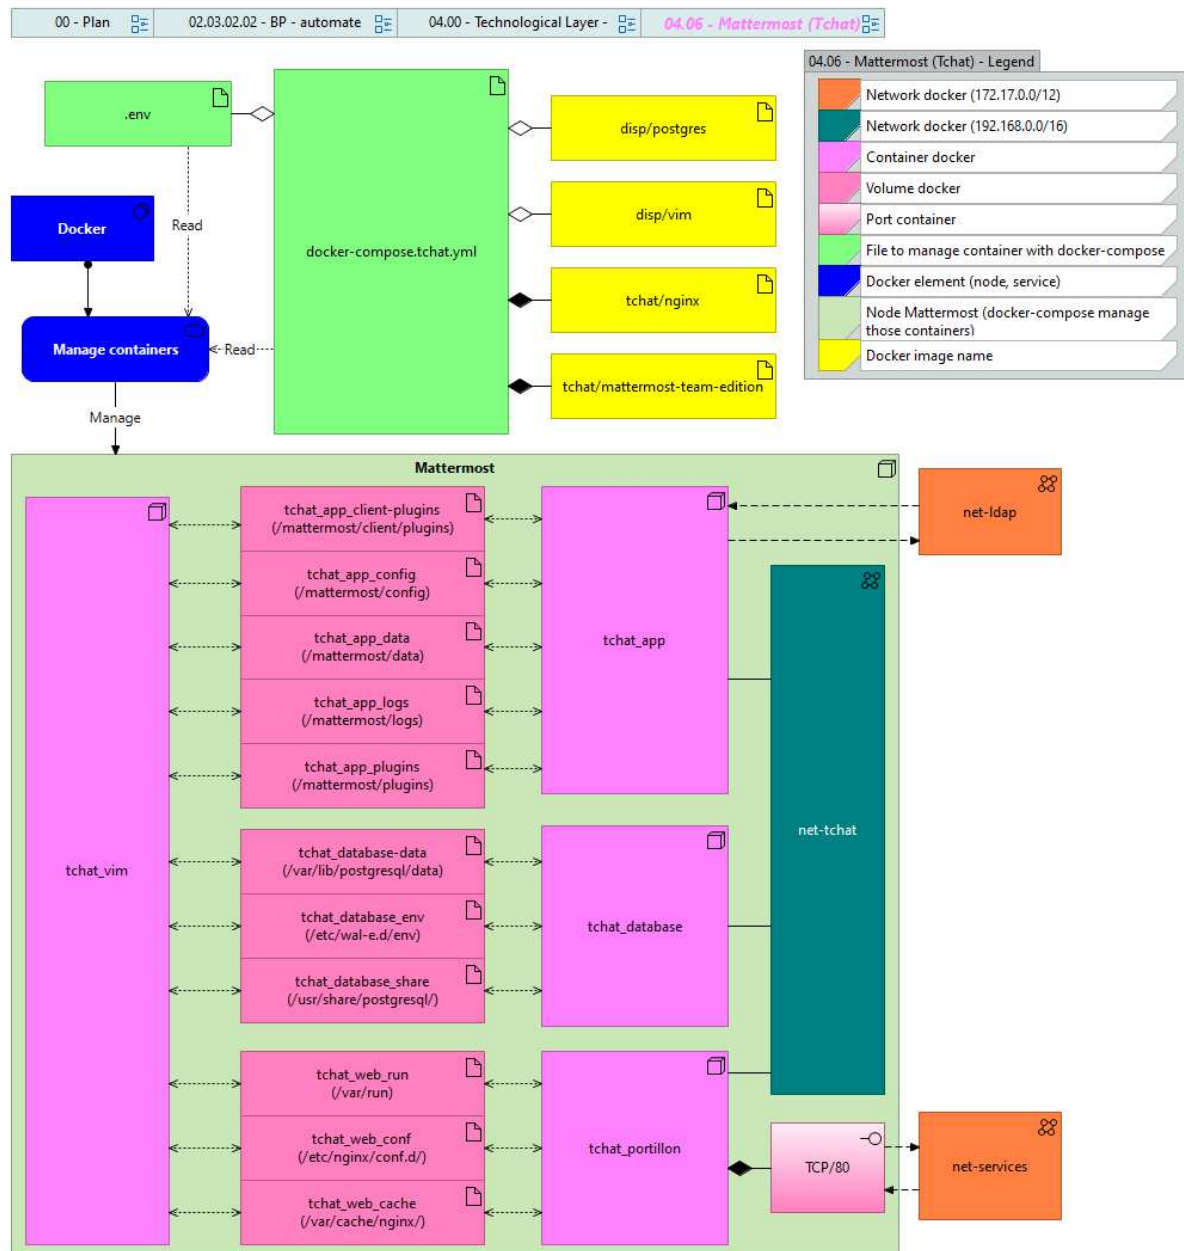 00 - Plan
02.03.02.02 - BP - automate
04.00 - Technological Layer -
04.06 - Mattermost (Tchat)
04.06 - Mattermost (Tchat) - Legend
Network docker (172.17.0.0/12)
Network docker (192.168.0.0/16)
Container docker
Volume docker
Port container
File to manage container with docker-compose
Docker element (node, service)
Node Mattermost (docker-compose manage
those containers)
Docker image name
.env
docker-compose.tchat.yml
disp/postgres
disp/vim
tchat/nginx
tchat/mattermost-team-edition
Docker
Read
Manage containers
Read
Manage
Mattermost
tchat_vim
tchat_app_client-plugins
(/mattermost/client/plugins)
tchat_app_config
(/mattermost/config)
tchat_app_data
(/mattermost/data)
tchat_app_logs
(/mattermost/logs)
tchat_app_plugins
(/mattermost/plugins)
tchat_app
net-ldap
net-tchat
tchat_database-data
(/var/lib/postgresql/data)
tchat_database_env
(/etc/wal-e.d/env)
tchat_database_share
(/usr/share/postgresql/)
tchat_database
tchat_web_run
(/var/run)
tchat_web_conf
(/etc/nginx/conf.d/)
tchat_web_cache
(/var/cache/nginx/)
tchat_portillon
TCP/80
net-services